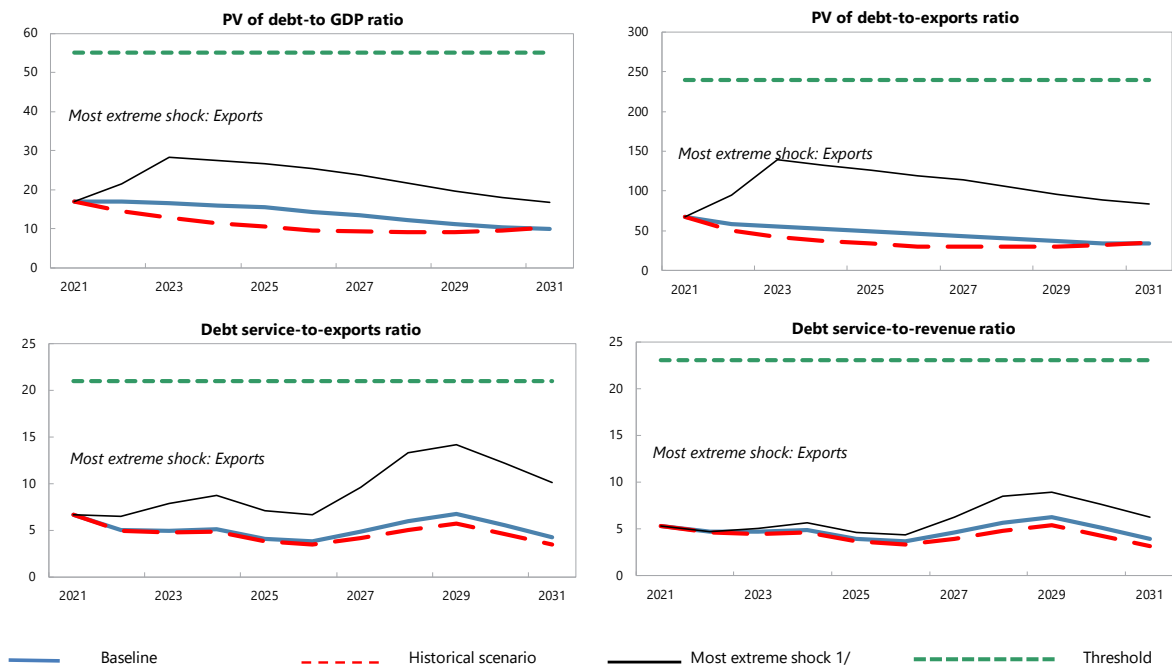 PV of debt-to GDP ratio
60
50
40
30
20
10
0
Most extreme shock: Exports
2021 2023 2025 2027 2029 2031
PV of debt-to-exports ratio
300
250
200
150
100
50
0
Most extreme shock: Exports
2021 2023 2025 2027 2029 2031
Debt service-to-exports ratio
25
20
15
10
5
0
Most extreme shock: Exports
2021 2023 2025 2027 2029 2031
Debt service-to-revenue ratio
25
20
15
10
5
0
Most extreme shock: Exports
2021 2023 2025 2027 2029 2031
Baseline Historical scenario Most extreme shock 1/ Threshold